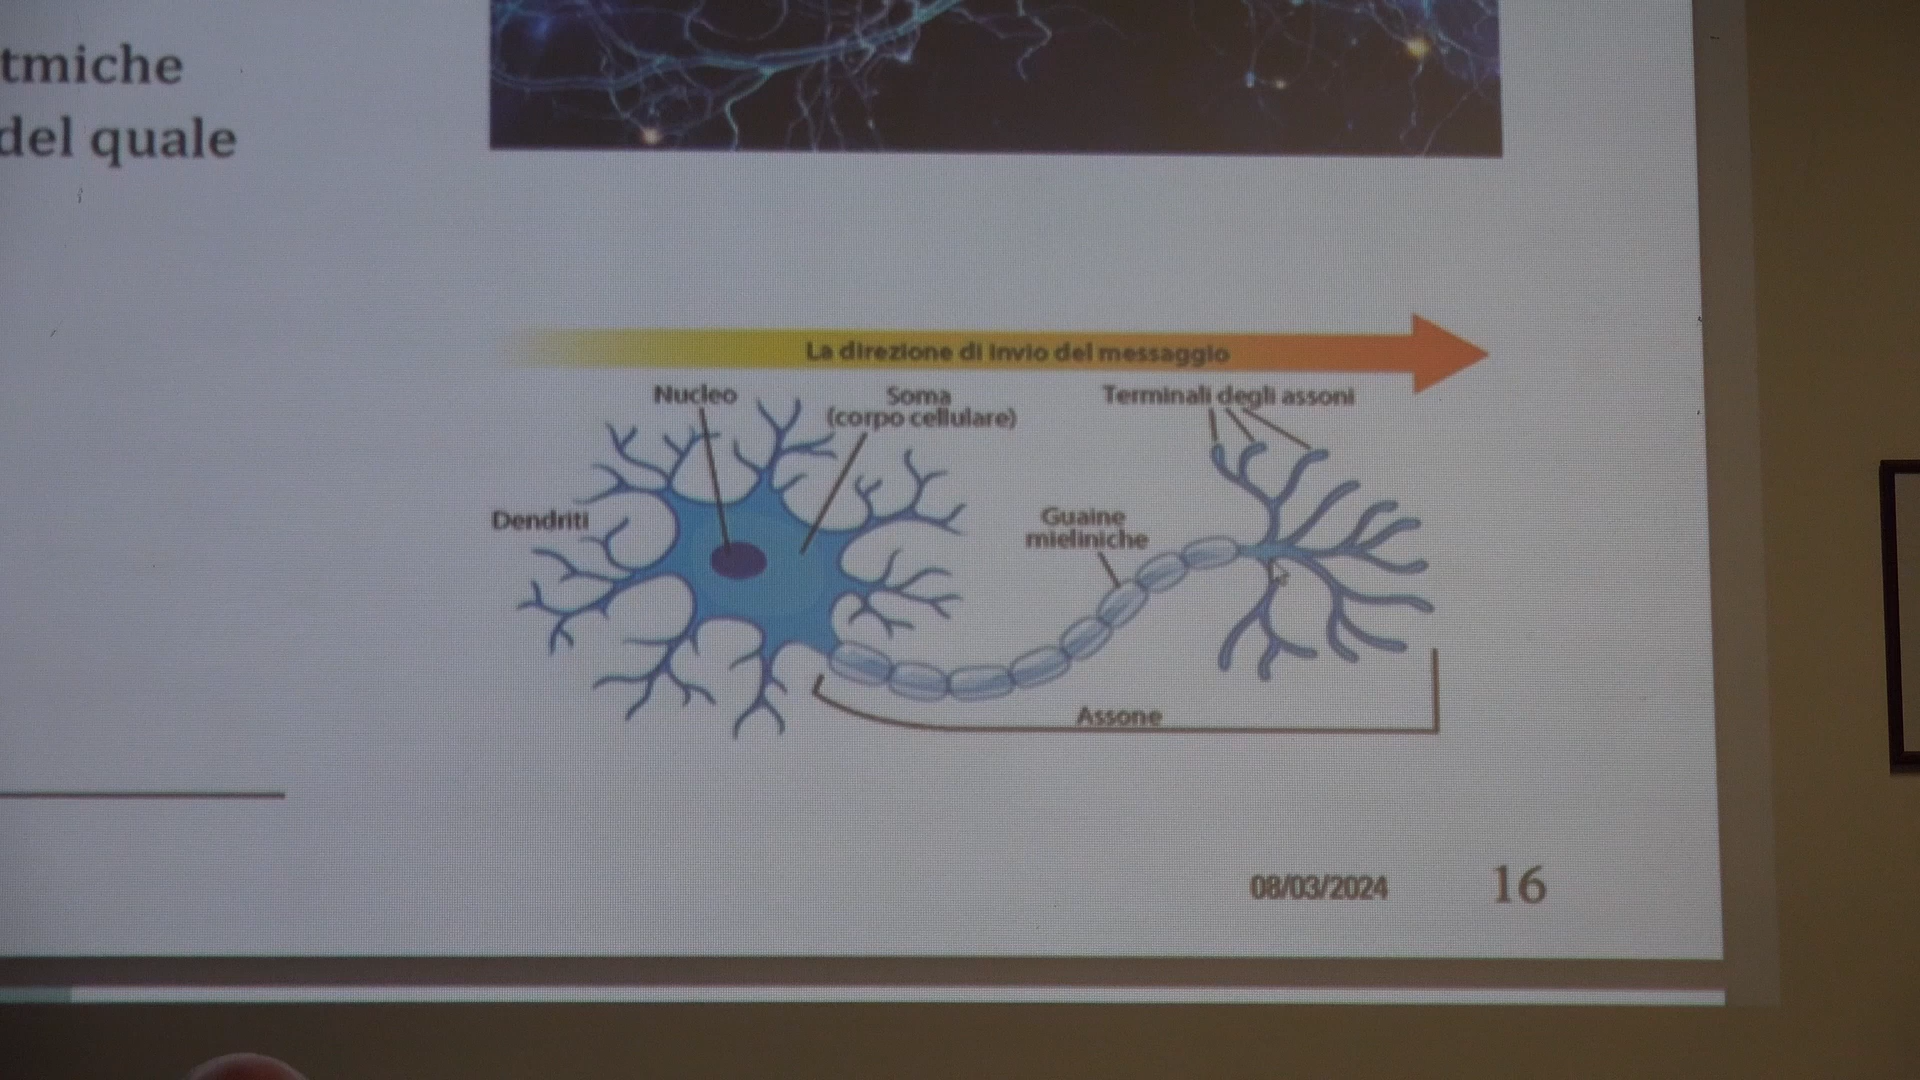 tmiche
del quale
La direzione di invio del messaggio
Nucleo
Soma
(corpo cellulare)
Terminali degli assoni
Dendriti
Guaine
mieliniche
Assone
08/03/2024
16